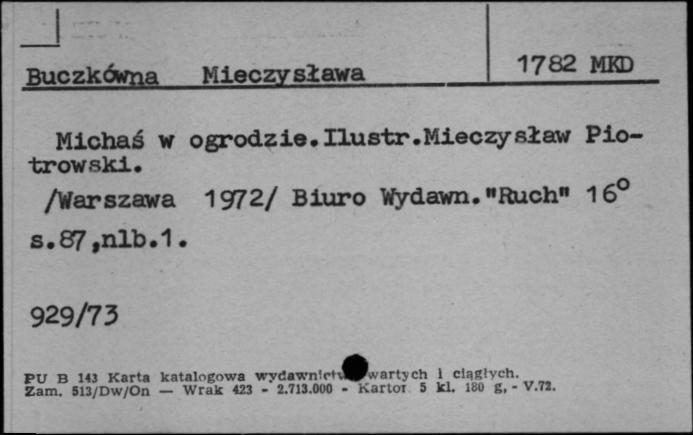 Buczkówna Mieczysława 1782 MKD
Michaś w ogrodzie.Ilustr.Mieczysław Pio-
trowski.
/Warszawa 1972/ Biuro Wydawn."Ruch" 16°
s.87,nlb.1.
929/73
PU B 143 Karta katalogowa wydawnictw wartych i ciągłych.
Zam. 513/Dw/On — Wrak 423 - 2.713.000 - Kartor 5 kl. 180 g, - V.72.